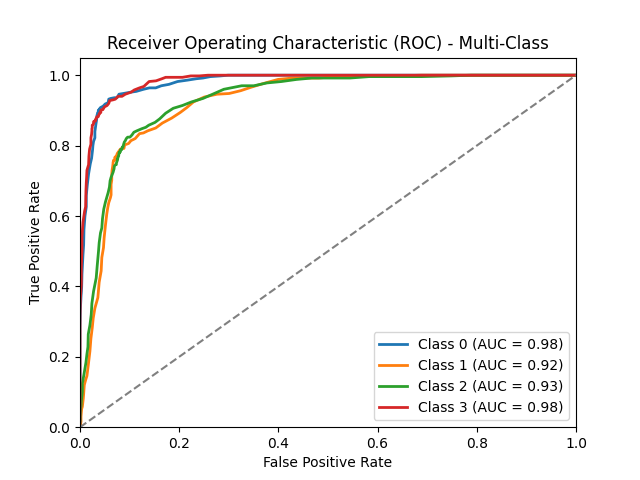 Receiver Operating Characteristic (ROC) - Multi-Class
True Positive Rate
1.0
0.8
0.6
0.4
0.2
0.0
0.0 0.2 0.4 0.6 0.8 1.0
False Positive Rate
Class 0 (AUC = 0.98)
Class 1 (AUC = 0.92)
Class 2 (AUC = 0.93)
Class 3 (AUC = 0.98)